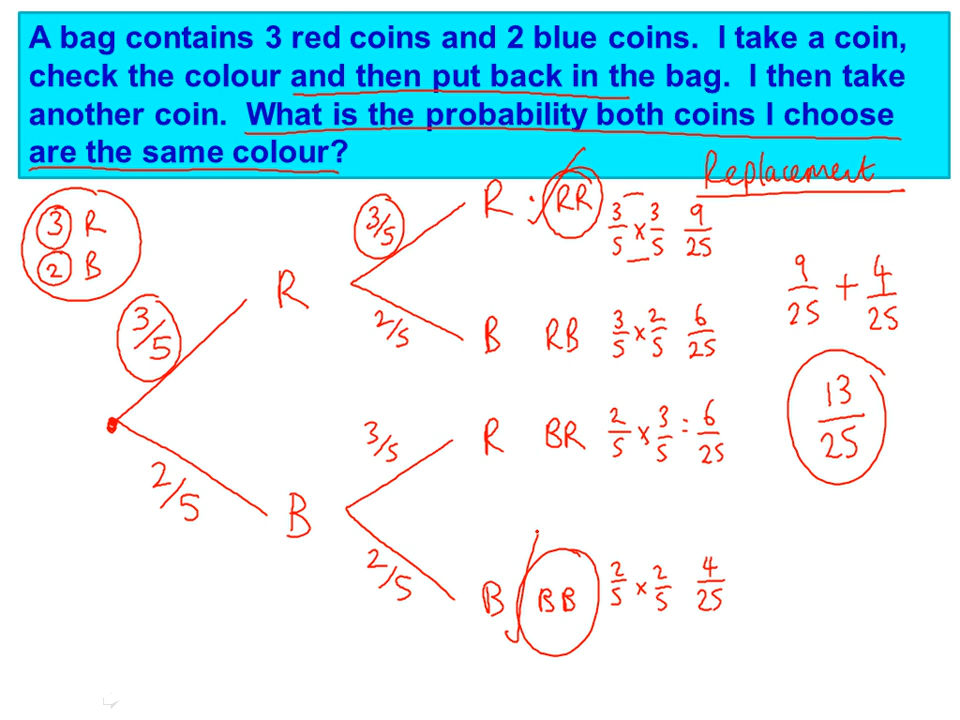 A bag contains 3 red coins and 2 blue coins. I take a coin,
check the colour and then put back in the bag. I then take
another coin. What is the probability both coins I choose
are the same colour?
Replacement
3 R
2 B
3/5 R 3/5 R : RR 3/5 × 3/5 9/25
2/5 B RB 3/5 × 2/5 6/25
2/5 B 3/5 R BR 2/5 × 3/5 = 6/25
2/5 B BB 2/5 × 2/5 4/25
9/25 + 4/25
13/25